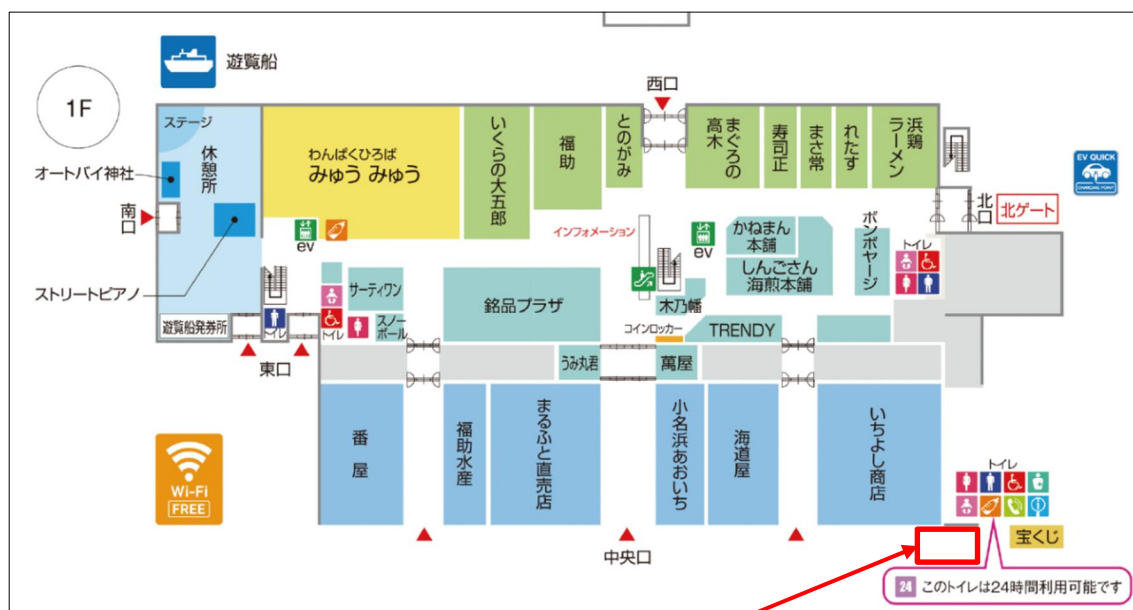 遊覧船
1F
西口
ステージ
休憩所
わんぱくひろば
みゅう みゅう
いくらの大五郎
福助
とのがみ
まぐろの
高木
寿司正
まさ常
れたす
浜鶏
ラーメン
EV QUICK
CHARGING POINT
オートバイ神社
南口
北口
北ゲート
インフォメーション
ev
ev
かねまん
本舗
しんごさん
海煎本舗
ボンボヤージ
トイレ
ストリートピアノ
サーティワン
銘品プラザ
木乃幡
遊覧船発券所
トイレ
トイレ
スノー
ボール
コインロッカー
TRENDY
東口
うみ丸君
萬屋
番屋
福助水産
まるふと直売店
小名浜あおいち
海道屋
いちよし商店
Wi-Fi
FREE
トイレ
中央口
宝くじ
24 このトイレは24時間利用可能です